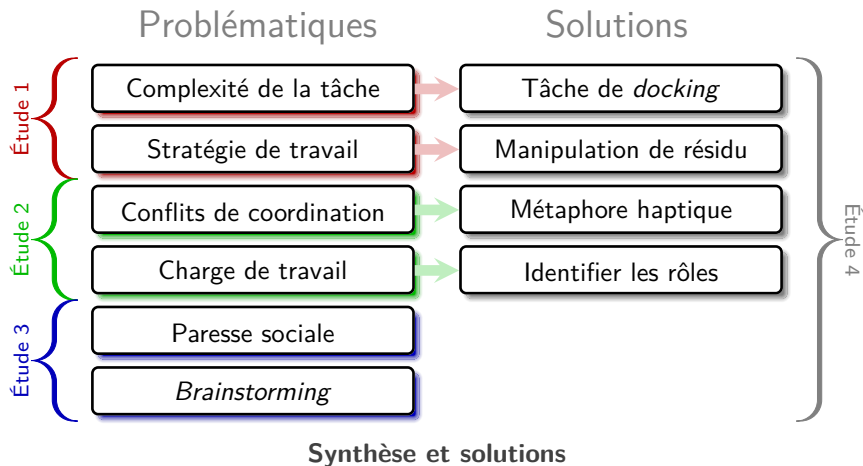 Problématiques
Solutions
Étude 1
Complexité de la tâche
Tâche de docking
Stratégie de travail
Manipulation de résidu
Étude 2
Conflits de coordination
Métaphore haptique
Charge de travail
Identifier les rôles
Étude 3
Paresse sociale
Brainstorming
Étude 4
Synthèse et solutions